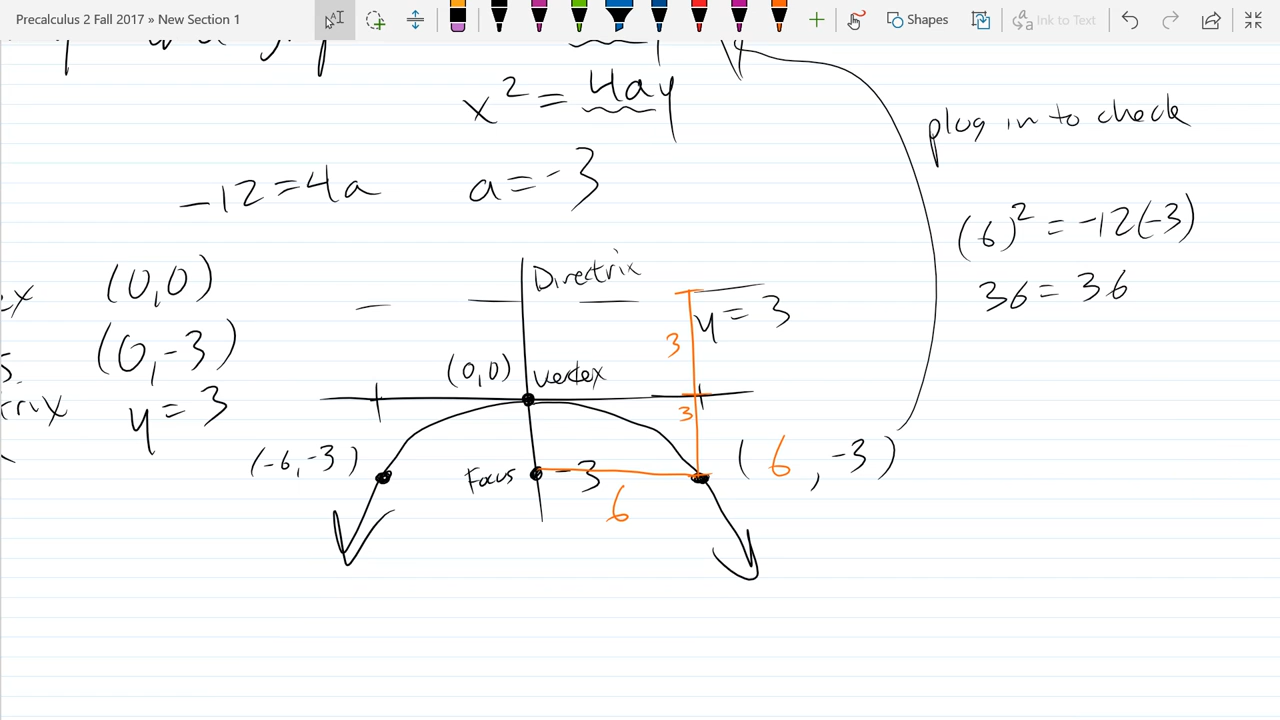 Precalculus 2 Fall 2017 » New Section 1
Shapes
Ink to Text
x² = 4ay
plug in to check
-12 = 4a
a = -3
(6)² = -12(-3)
36 = 36
(0,0)
(0,-3)
y = 3
Directrix
y = 3
3
(0,0)
Vertex
3
(-6,-3)
Focus
-3
6
(6,-3)